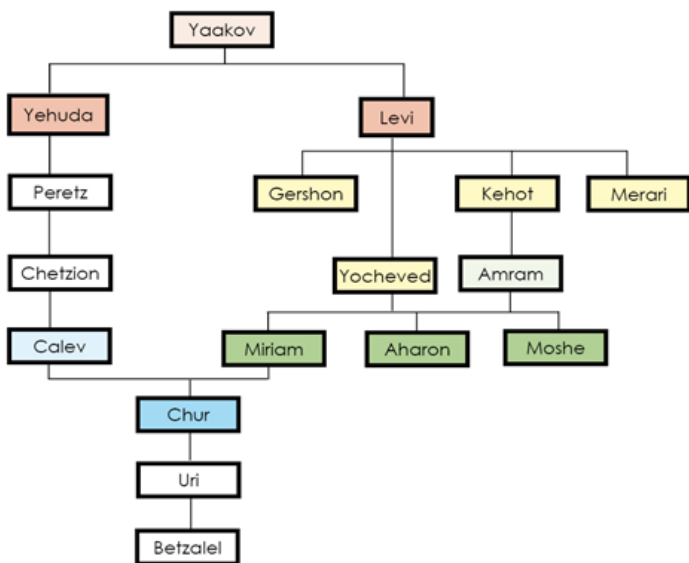 Yaakov
Yehuda
Levi
Peretz
Gershon
Kehot
Merari
Chetzion
Yocheved
Amram
Calev
Miriam
Aharon
Moshe
Chur
Uri
Betzalel